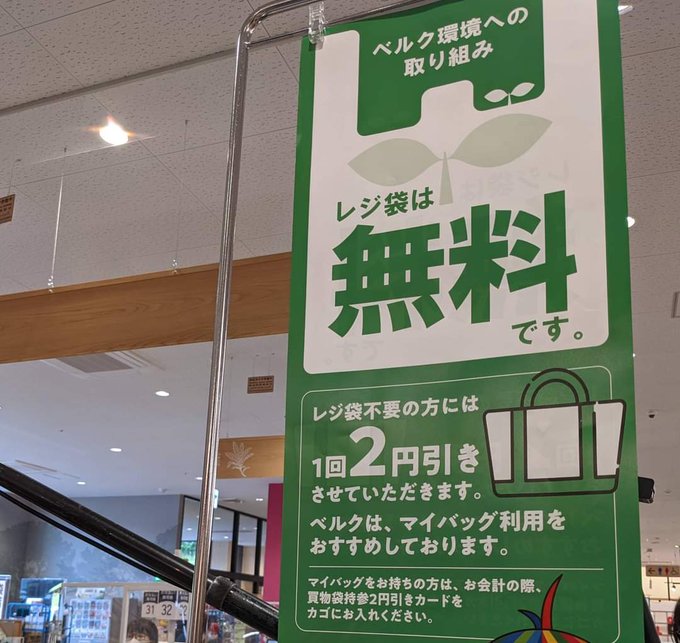 ベルク環境への
取り組み
レジ袋は
無料
です。
レジ袋不要の方には
1回2円引き
させていただきます。
ベルクは、マイバッグ利用を
おすすめしております。
マイバッグをお持ちの方は、お会計の際、
買物袋持参2円引きカードを
カゴにお入れください。
31
32